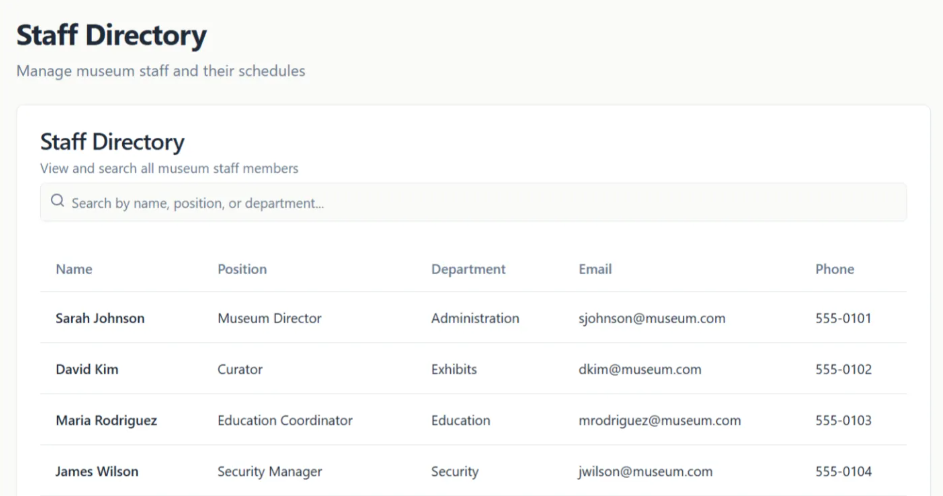 Staff Directory
Manage museum staff and their schedules
Staff Directory
View and search all museum staff members
Search by name, position, or department...
Name Position Department Email Phone
Sarah Johnson Museum Director Administration sjohnson@museum.com 555-0101
David Kim Curator Exhibits dkim@museum.com 555-0102
Maria Rodriguez Education Coordinator Education mrodriguez@museum.com 555-0103
James Wilson Security Manager Security jwilson@museum.com 555-0104